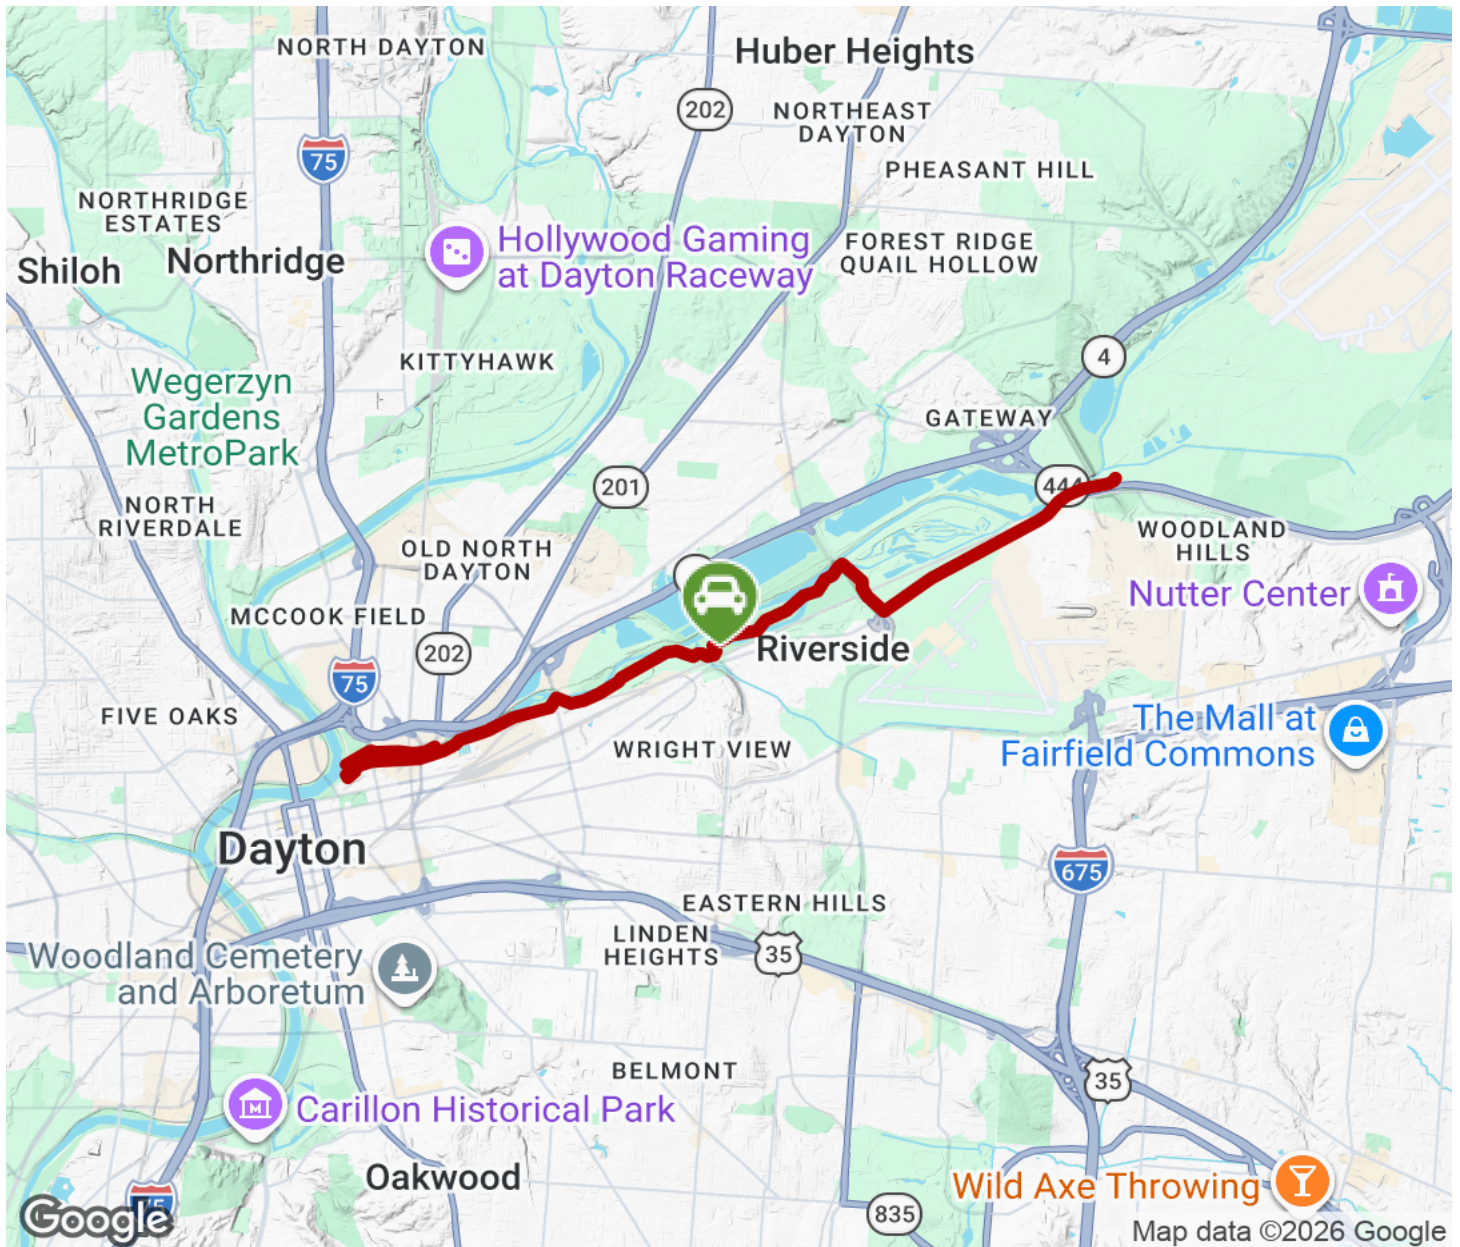 NORTH DAYTON
Huber Heights
202
NORTHEAST
DAYTON
75
PHEASANT HILL
NORTHRIDGE
ESTATES
Hollywood Gaming
at Dayton Raceway
FOREST RIDGE
QUAIL HOLLOW
Northridge
Shiloh
4
KITTYHAWK
Wegerzyn
Gardens
MetroPark
GATEWAY
201
444
NORTH
RIVERDALE
WOODLAND
HILLS
OLD NORTH
DAYTON
Nutter Center
MCCOOK FIELD
202
Riverside
75
FIVE OAKS
WRIGHT VIEW
The Mall at
Fairfield Commons
Dayton
675
EASTERN HILLS
LINDEN
HEIGHTS
35
Woodland Cemetery
and Arboretum
BELMONT
35
Carillon Historical Park
Oakwood
Wild Axe Throwing
75
835
Google
Map data ©2026 Google